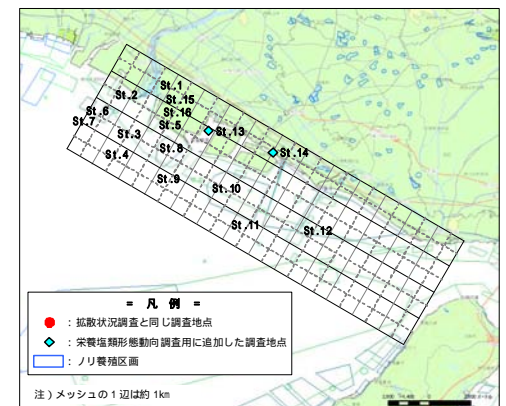 St.1
St.2
St.15
St.16
St.6
St.7
St.5
St.13
St.3
St.8
St.14
St.4
St.9
St.10
St.11
St.12
= 凡 例 =
：拡散状況調査と同じ調査地点
：栄養塩類形態動向調査用に追加した調査地点
：ノリ養殖区画
注）メッシュの1辺は約 1km